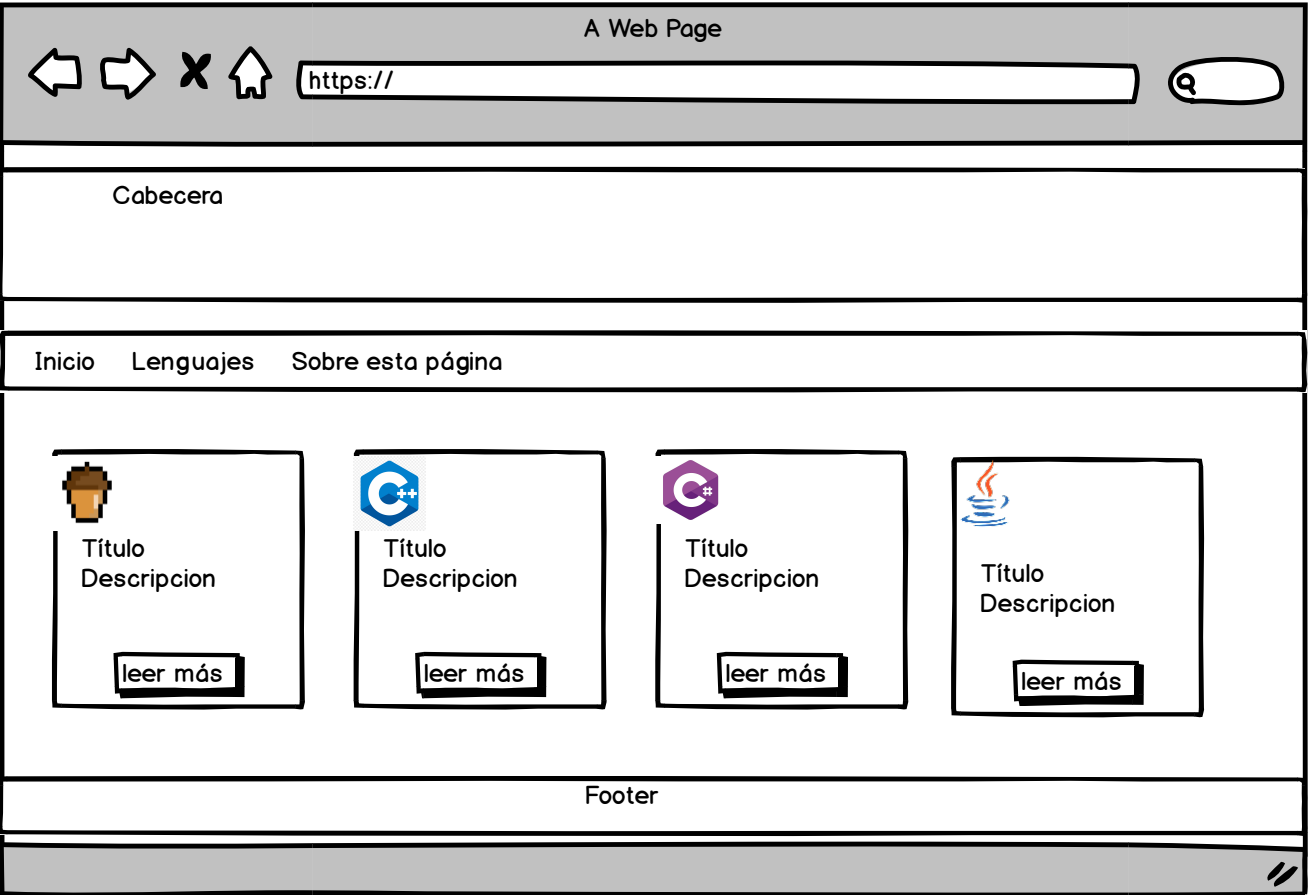 A Web Page
https://
Cabecera
Inicio Lenguajes Sobre esta página
C++
C#
Título
Descripcion
leer más
Título
Descripcion
leer más
Título
Descripcion
leer más
Título
Descripcion
leer más
Footer